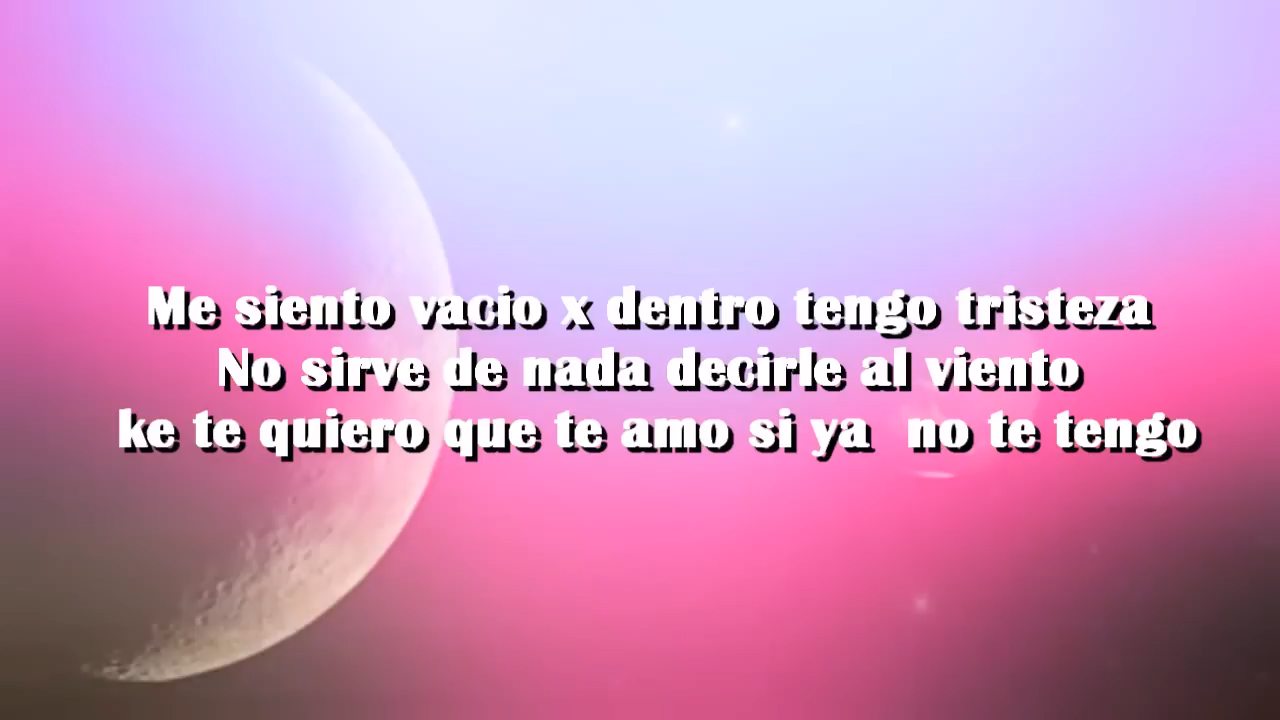 Me siento vacio x dentro tengo tristeza
No sirve de nada decirle al viento
ke te quiero que te amo si ya no te tengo